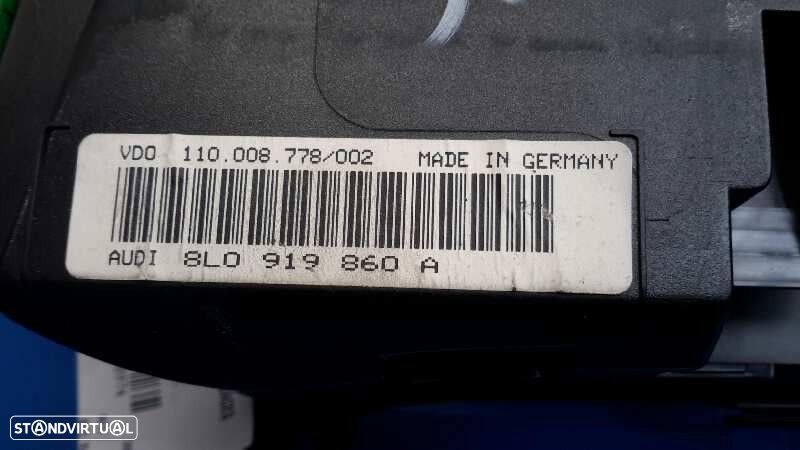 VDO 110.008.778/002 MADE IN GERMANY
AUDI 8L0 919 860 A
STANDVIRTUAL